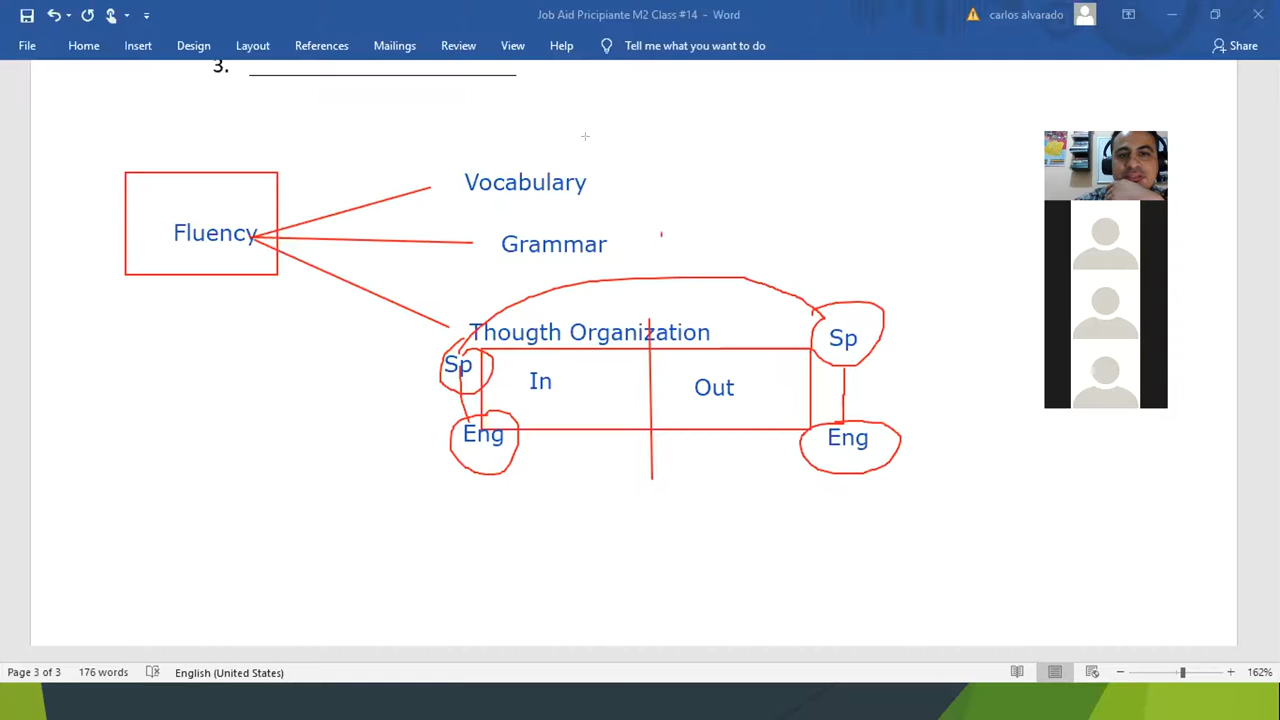 Job Aid Pricipiante M2 Class #14 - Word
carlos alvarado
File Home Insert Design Layout References Mailings Review View Help Tell me what you want to do Share
3.
Vocabulary
Fluency
Grammar
Thougth Organization
Sp
Sp
In
Out
Eng
Eng
Page 3 of 3 176 words English (United States) 162%